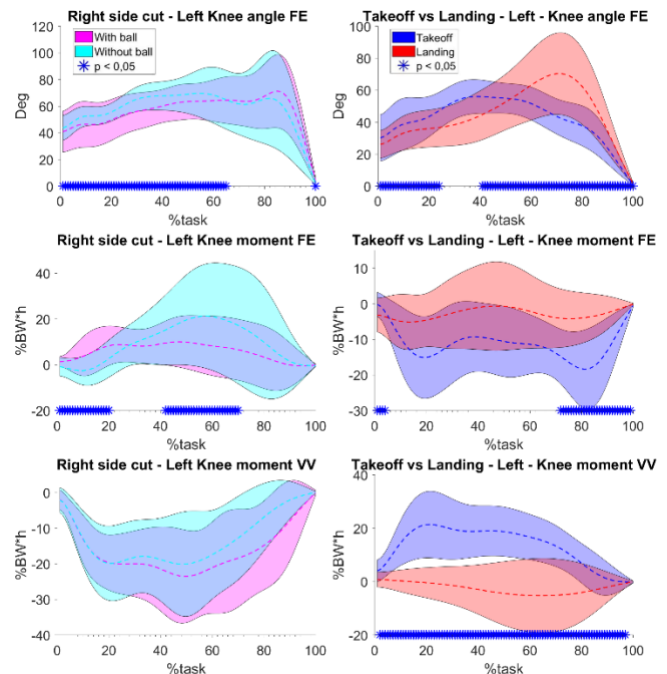 Right side cut - Left Knee angle FE
With ball
Without ball
p < 0,05
Deg
120
100
80
60
40
20
0
0 20 40 60 80 100
%task
Takeoff vs Landing - Left - Knee angle FE
Takeoff
Landing
p < 0,05
Deg
100
80
60
40
20
0
0 20 40 60 80 100
%task
Right side cut - Left Knee moment FE
%BW*h
40
20
0
-20
0 20 40 60 80 100
%task
Takeoff vs Landing - Left - Knee moment FE
%BW*h
10
0
-10
-20
-30
0 20 40 60 80 100
%task
Right side cut - Left Knee moment VV
%BW*h
0
-10
-20
-30
-40
0 20 40 60 80 100
%task
Takeoff vs Landing - Left - Knee moment VV
%BW*h
40
20
0
-20
0 20 40 60 80 100
%task